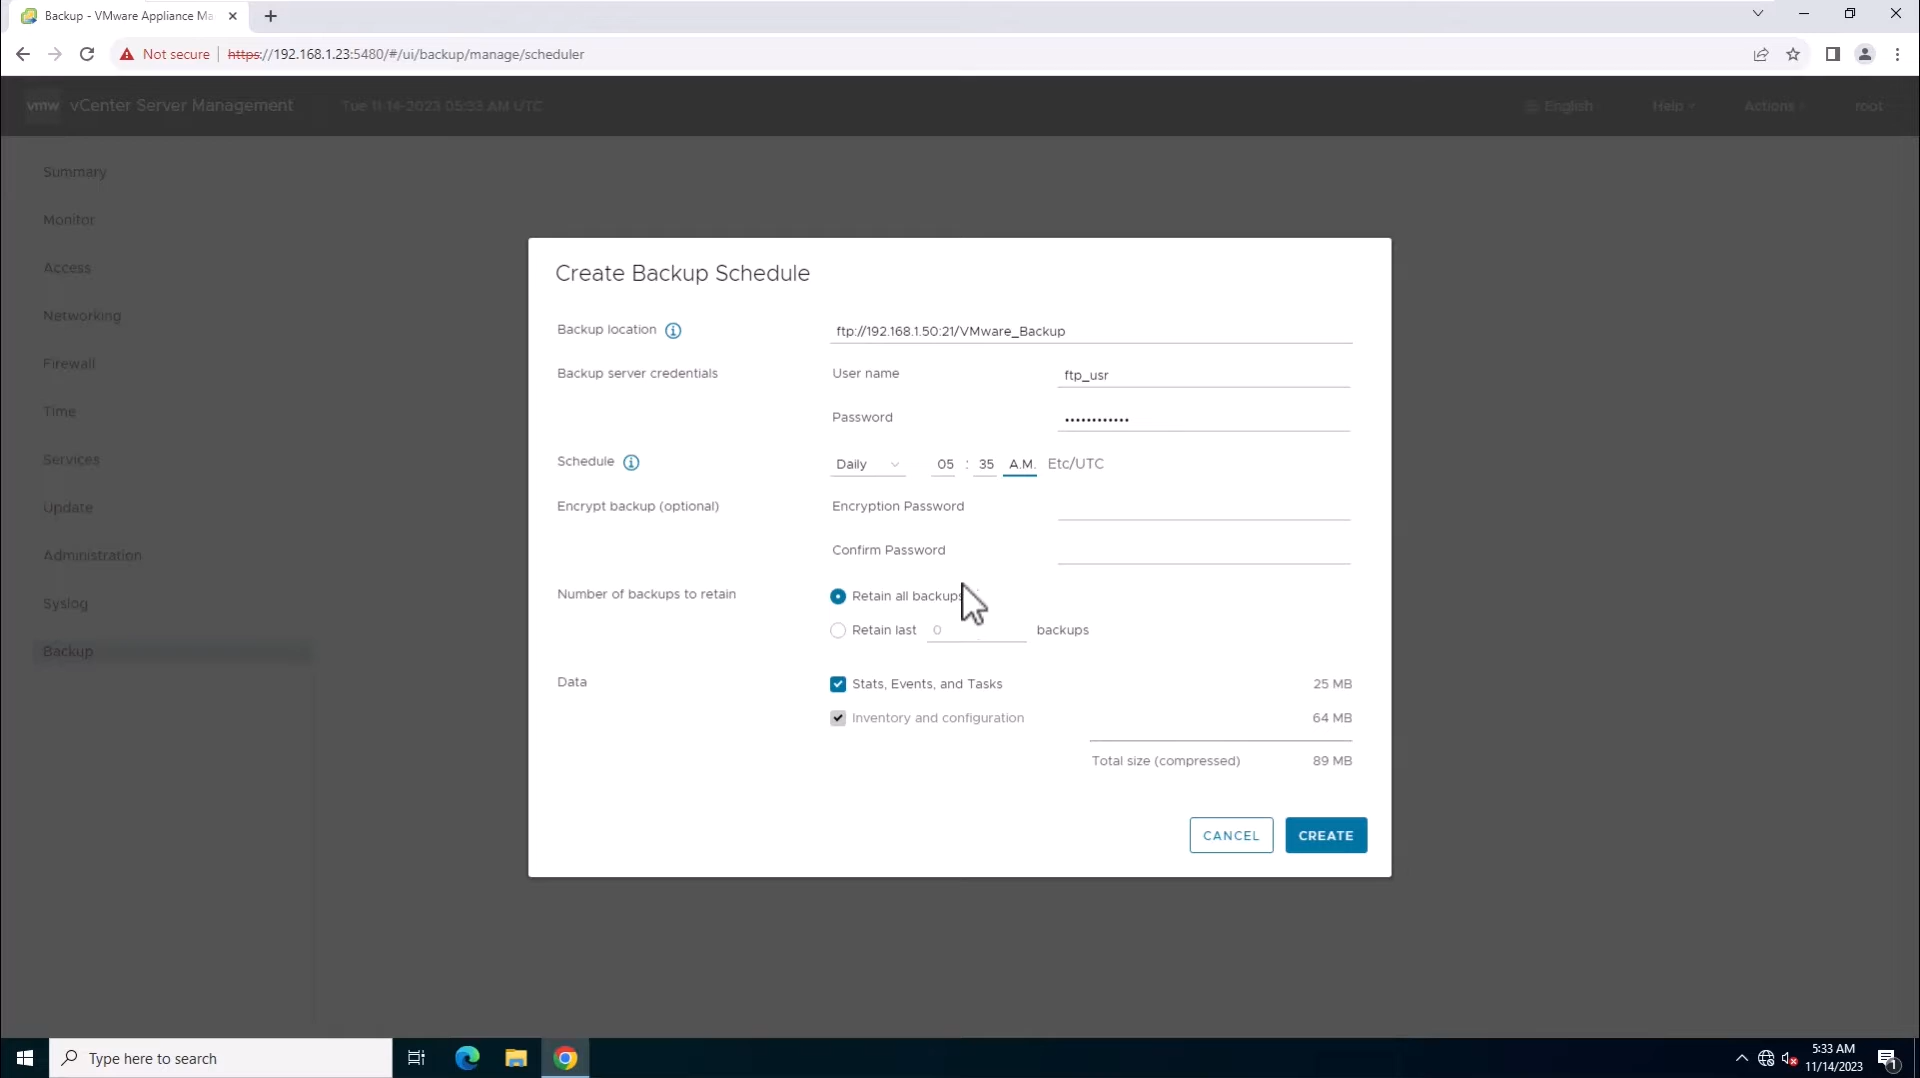 Backup - VMware Appliance Ma
Not secure https://192.168.1.23:5480/#/ui/backup/manage/scheduler
vmw vCenter Server Management Tue 11-14-2023 05:33 AM UTC English Help Actions root
Summary
Monitor
Access
Networking
Firewall
Time
Services
Update
Administration
Syslog
Backup
Create Backup Schedule
Backup location ftp://192.168.1.50:21/VMware_Backup
Backup server credentials User name ftp_usr
Password ••••••••••••
Schedule Daily 05 : 35 A.M. Etc/UTC
Encrypt backup (optional) Encryption Password
Confirm Password
Number of backups to retain Retain all backups
Retain last 0 backups
Data Stats, Events, and Tasks 25 MB
Inventory and configuration 64 MB
Total size (compressed) 89 MB
CANCEL CREATE
Type here to search
5:33 AM
11/14/2023
1